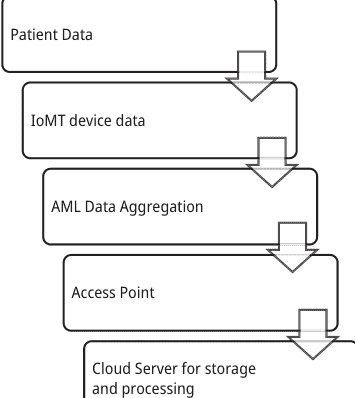 Patient Data
IoMT device data
AML Data Aggregation
Access Point
Cloud Server for storage
and processing